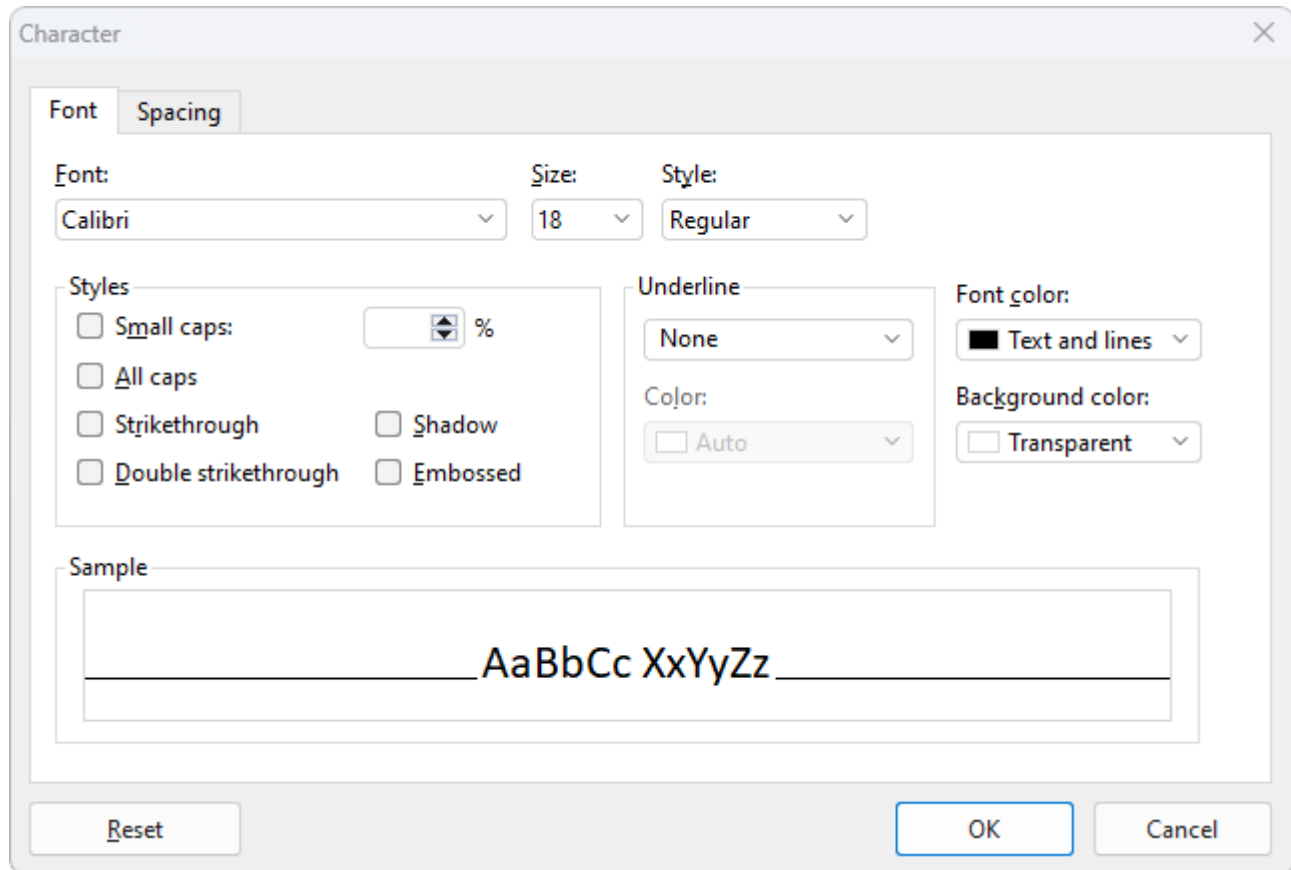 Character
Font Spacing
Font: Size: Style:
Calibri 18 Regular
Styles Underline Font color:
Small caps: % None Text and lines
All caps
Color: Background color:
Strikethrough Shadow Auto Transparent
Double strikethrough Embossed
Sample
AaBbCc XxYyZz
Reset OK Cancel